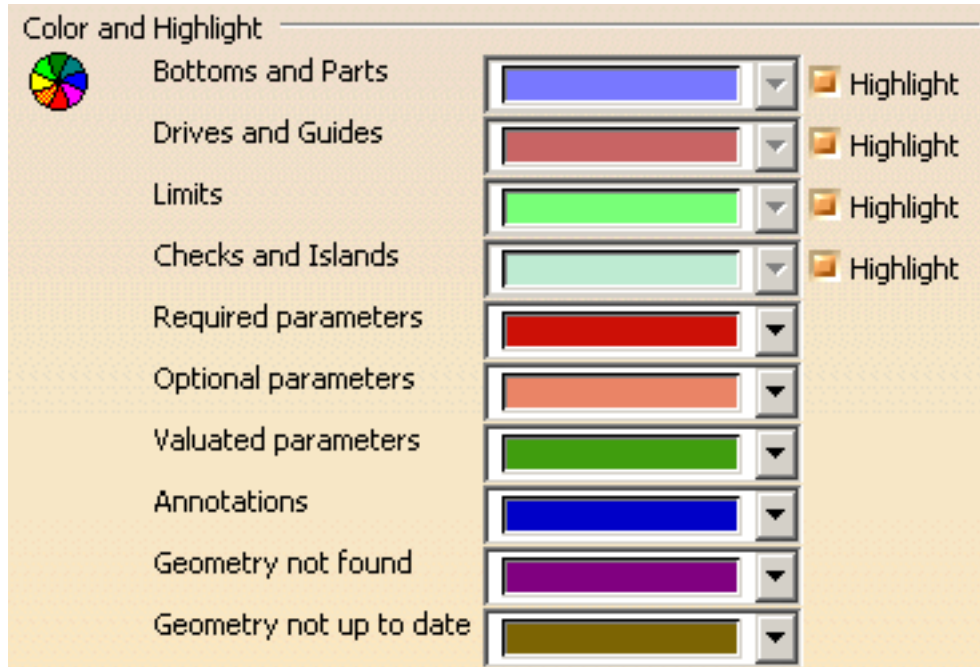 Color and Highlight
Bottoms and Parts Highlight
Drives and Guides Highlight
Limits Highlight
Checks and Islands Highlight
Required parameters
Optional parameters
Valuated parameters
Annotations
Geometry not found
Geometry not up to date